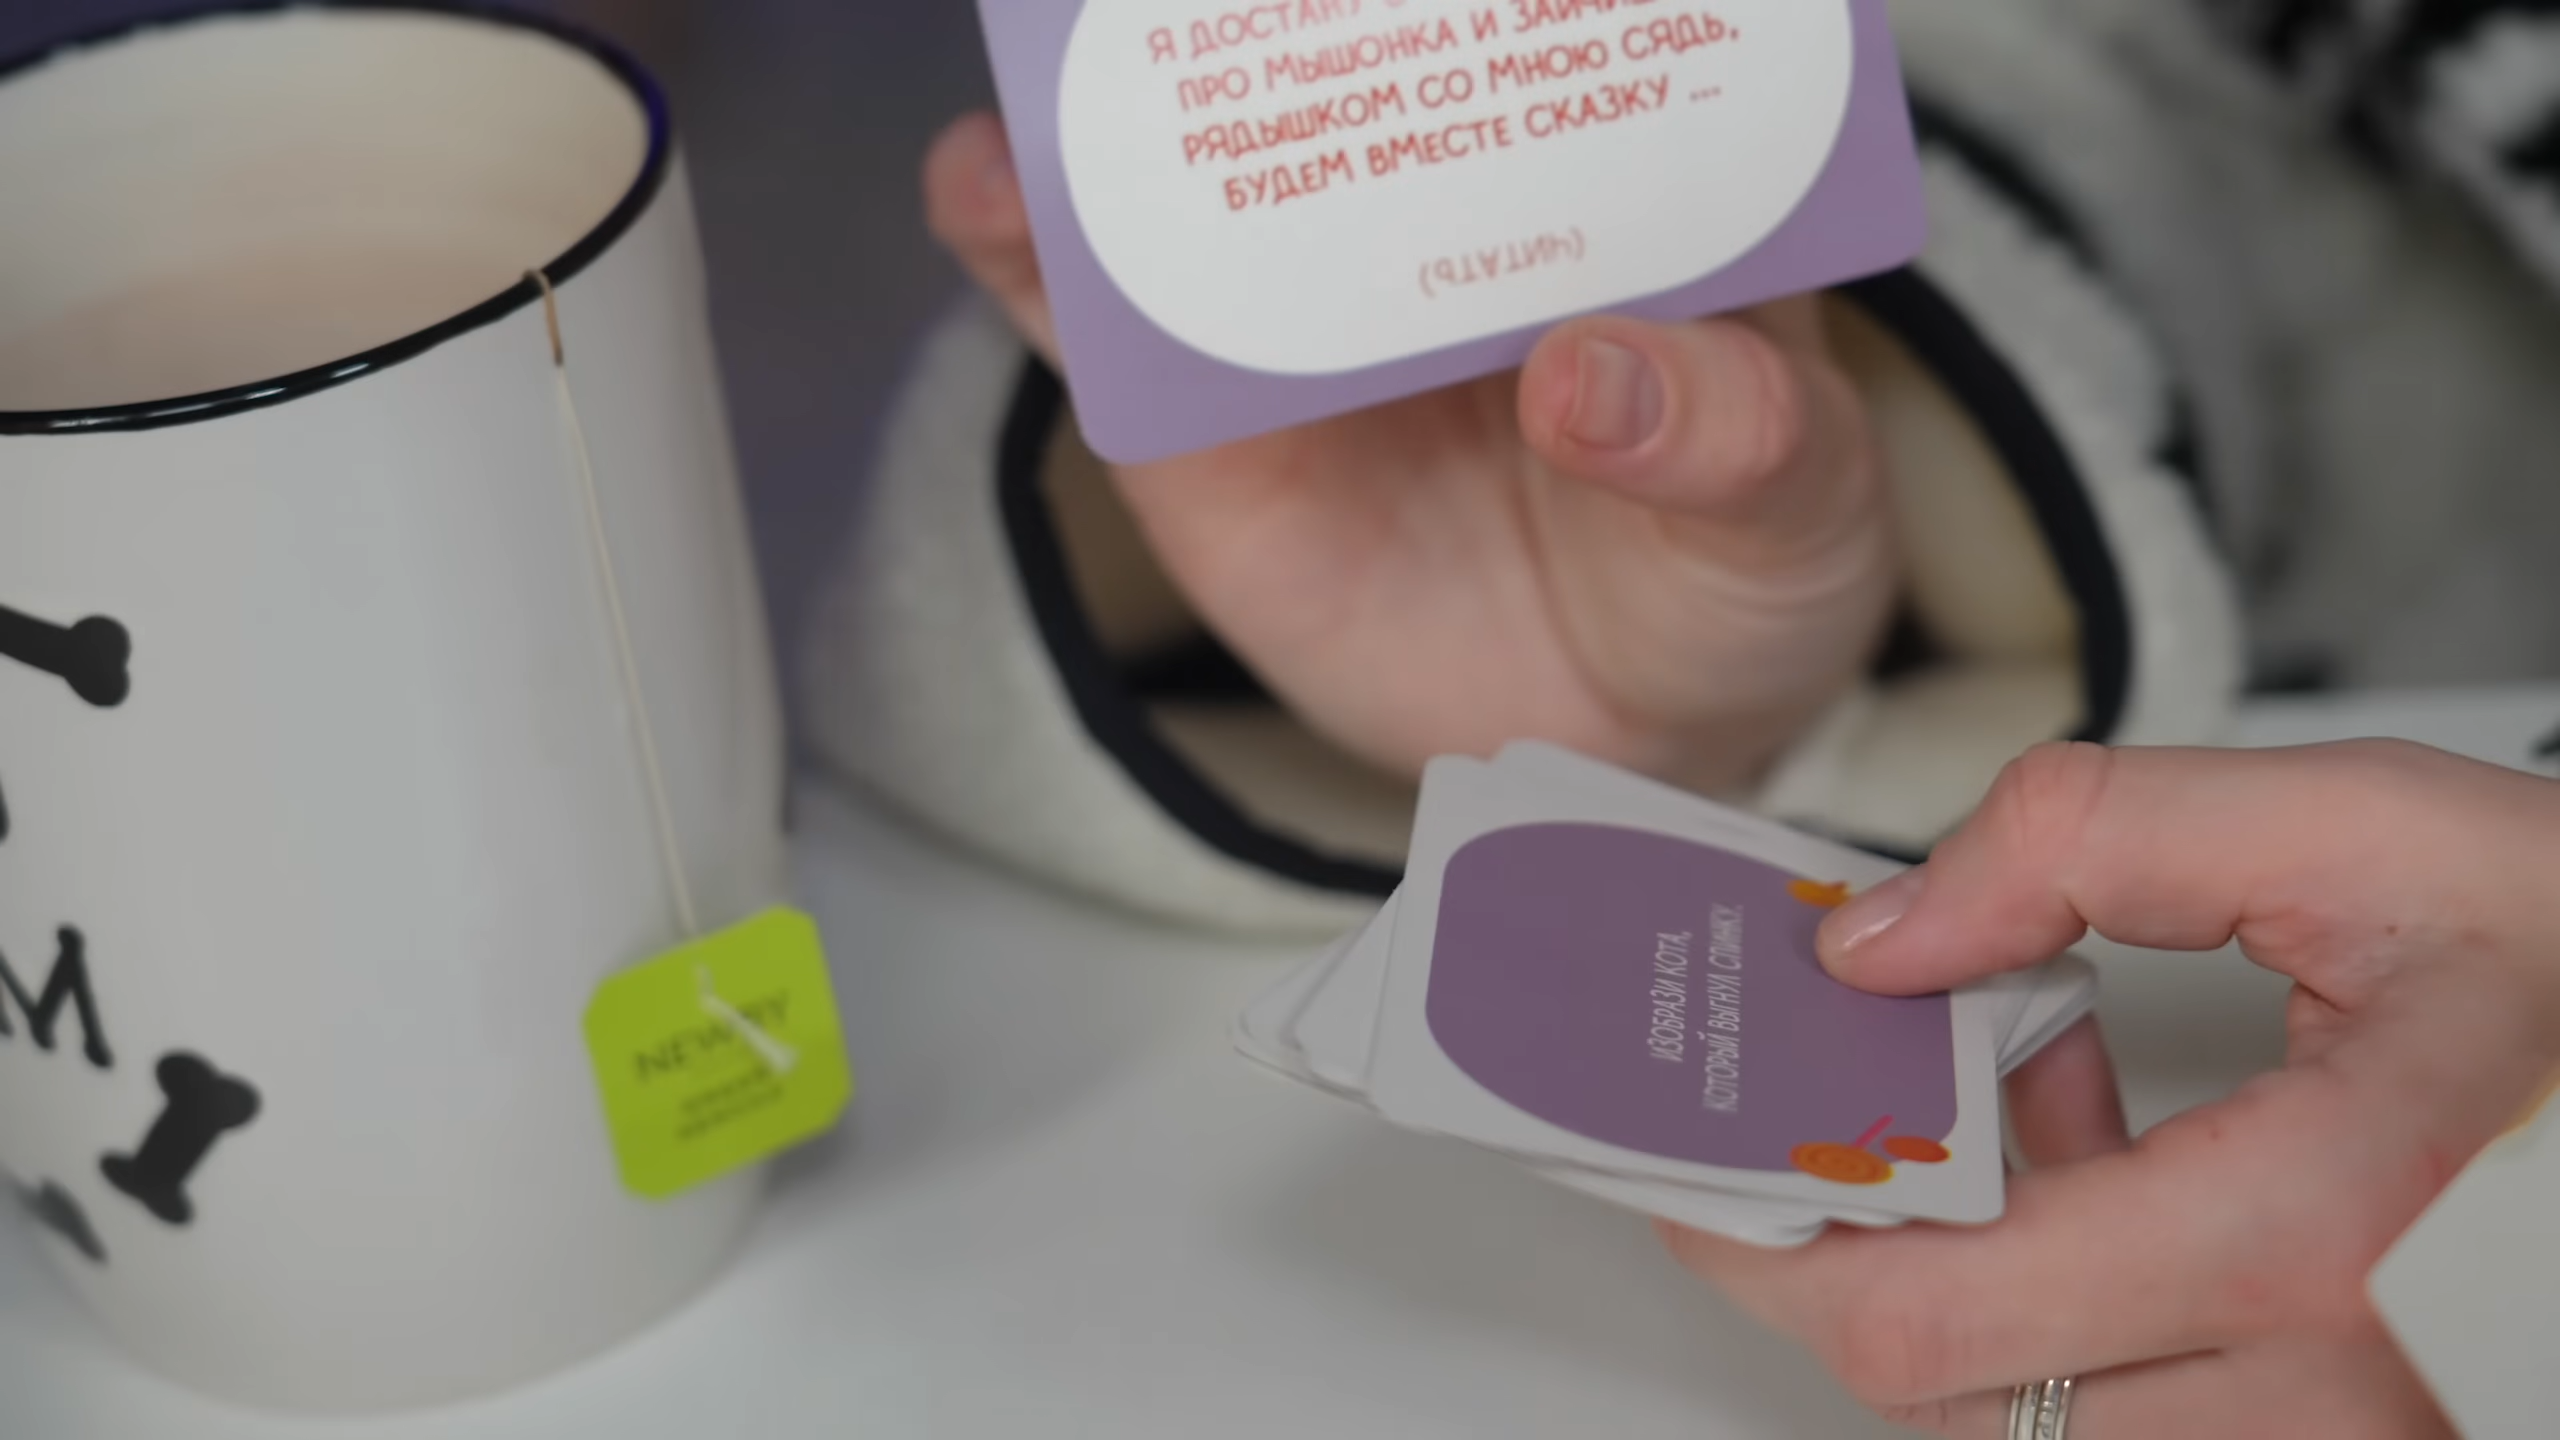 Я ДОСТАНУ
ПРО МЫШОНКА И
РЯДЫШКОМ СО МНОЮ СЯДЬ,
БУДЕМ ВМЕСТЕ СКАЗКУ ...
(ЧИТАТЬ)
ИЗОБРАЗИ КОТА,
КОТОРЫЙ ВЫГНУЛ СПИНКУ.
M